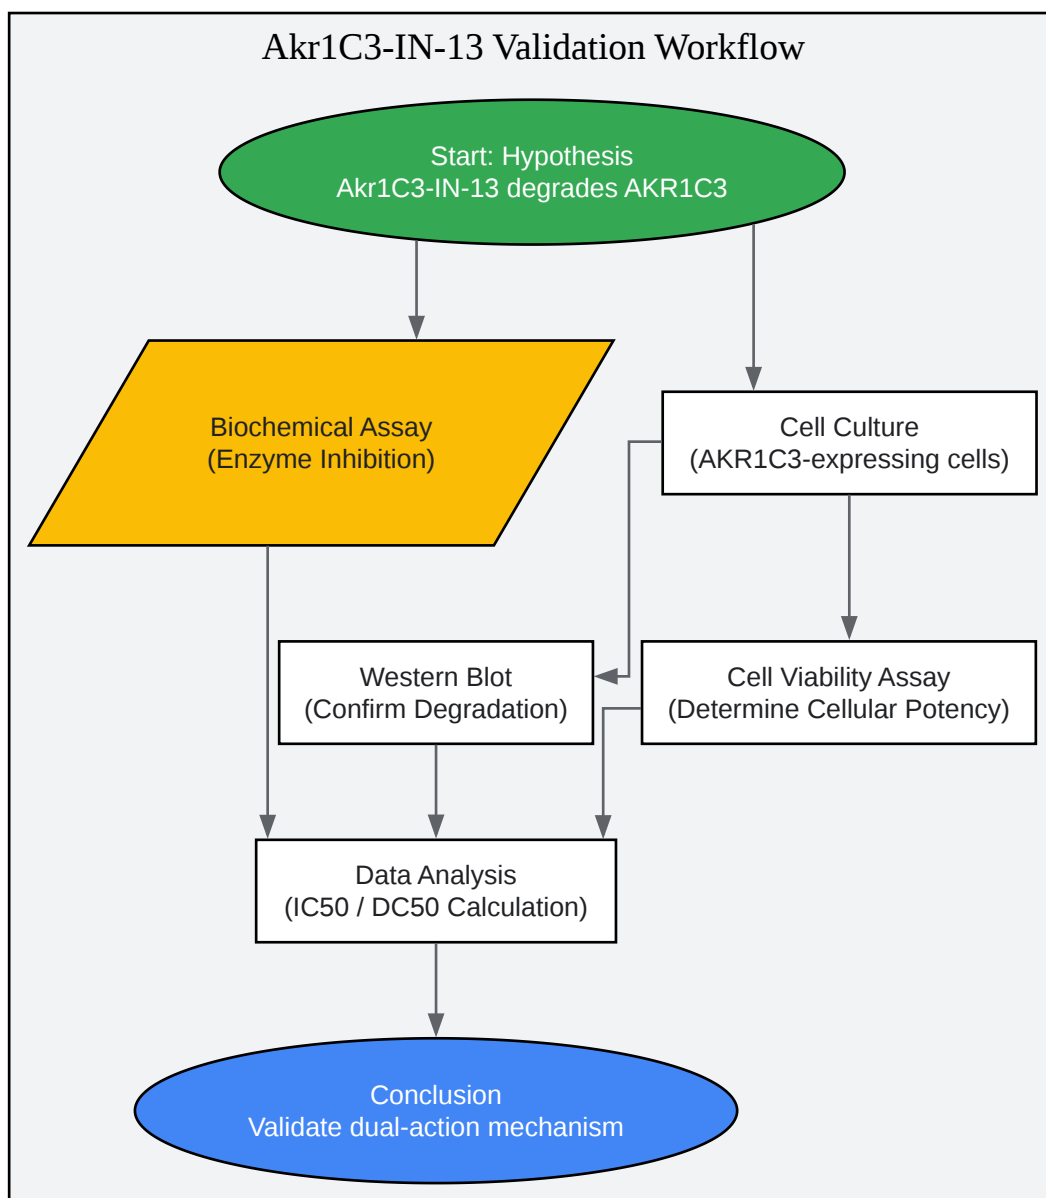 Akr1C3-IN-13 Validation Workflow
Start: Hypothesis
Akr1C3-IN-13 degrades AKR1C3
Biochemical Assay
(Enzyme Inhibition)
Cell Culture
(AKR1C3-expressing cells)
Western Blot
(Confirm Degradation)
Cell Viability Assay
(Determine Cellular Potency)
Data Analysis
(IC50 / DC50 Calculation)
Conclusion
Validate dual-action mechanism